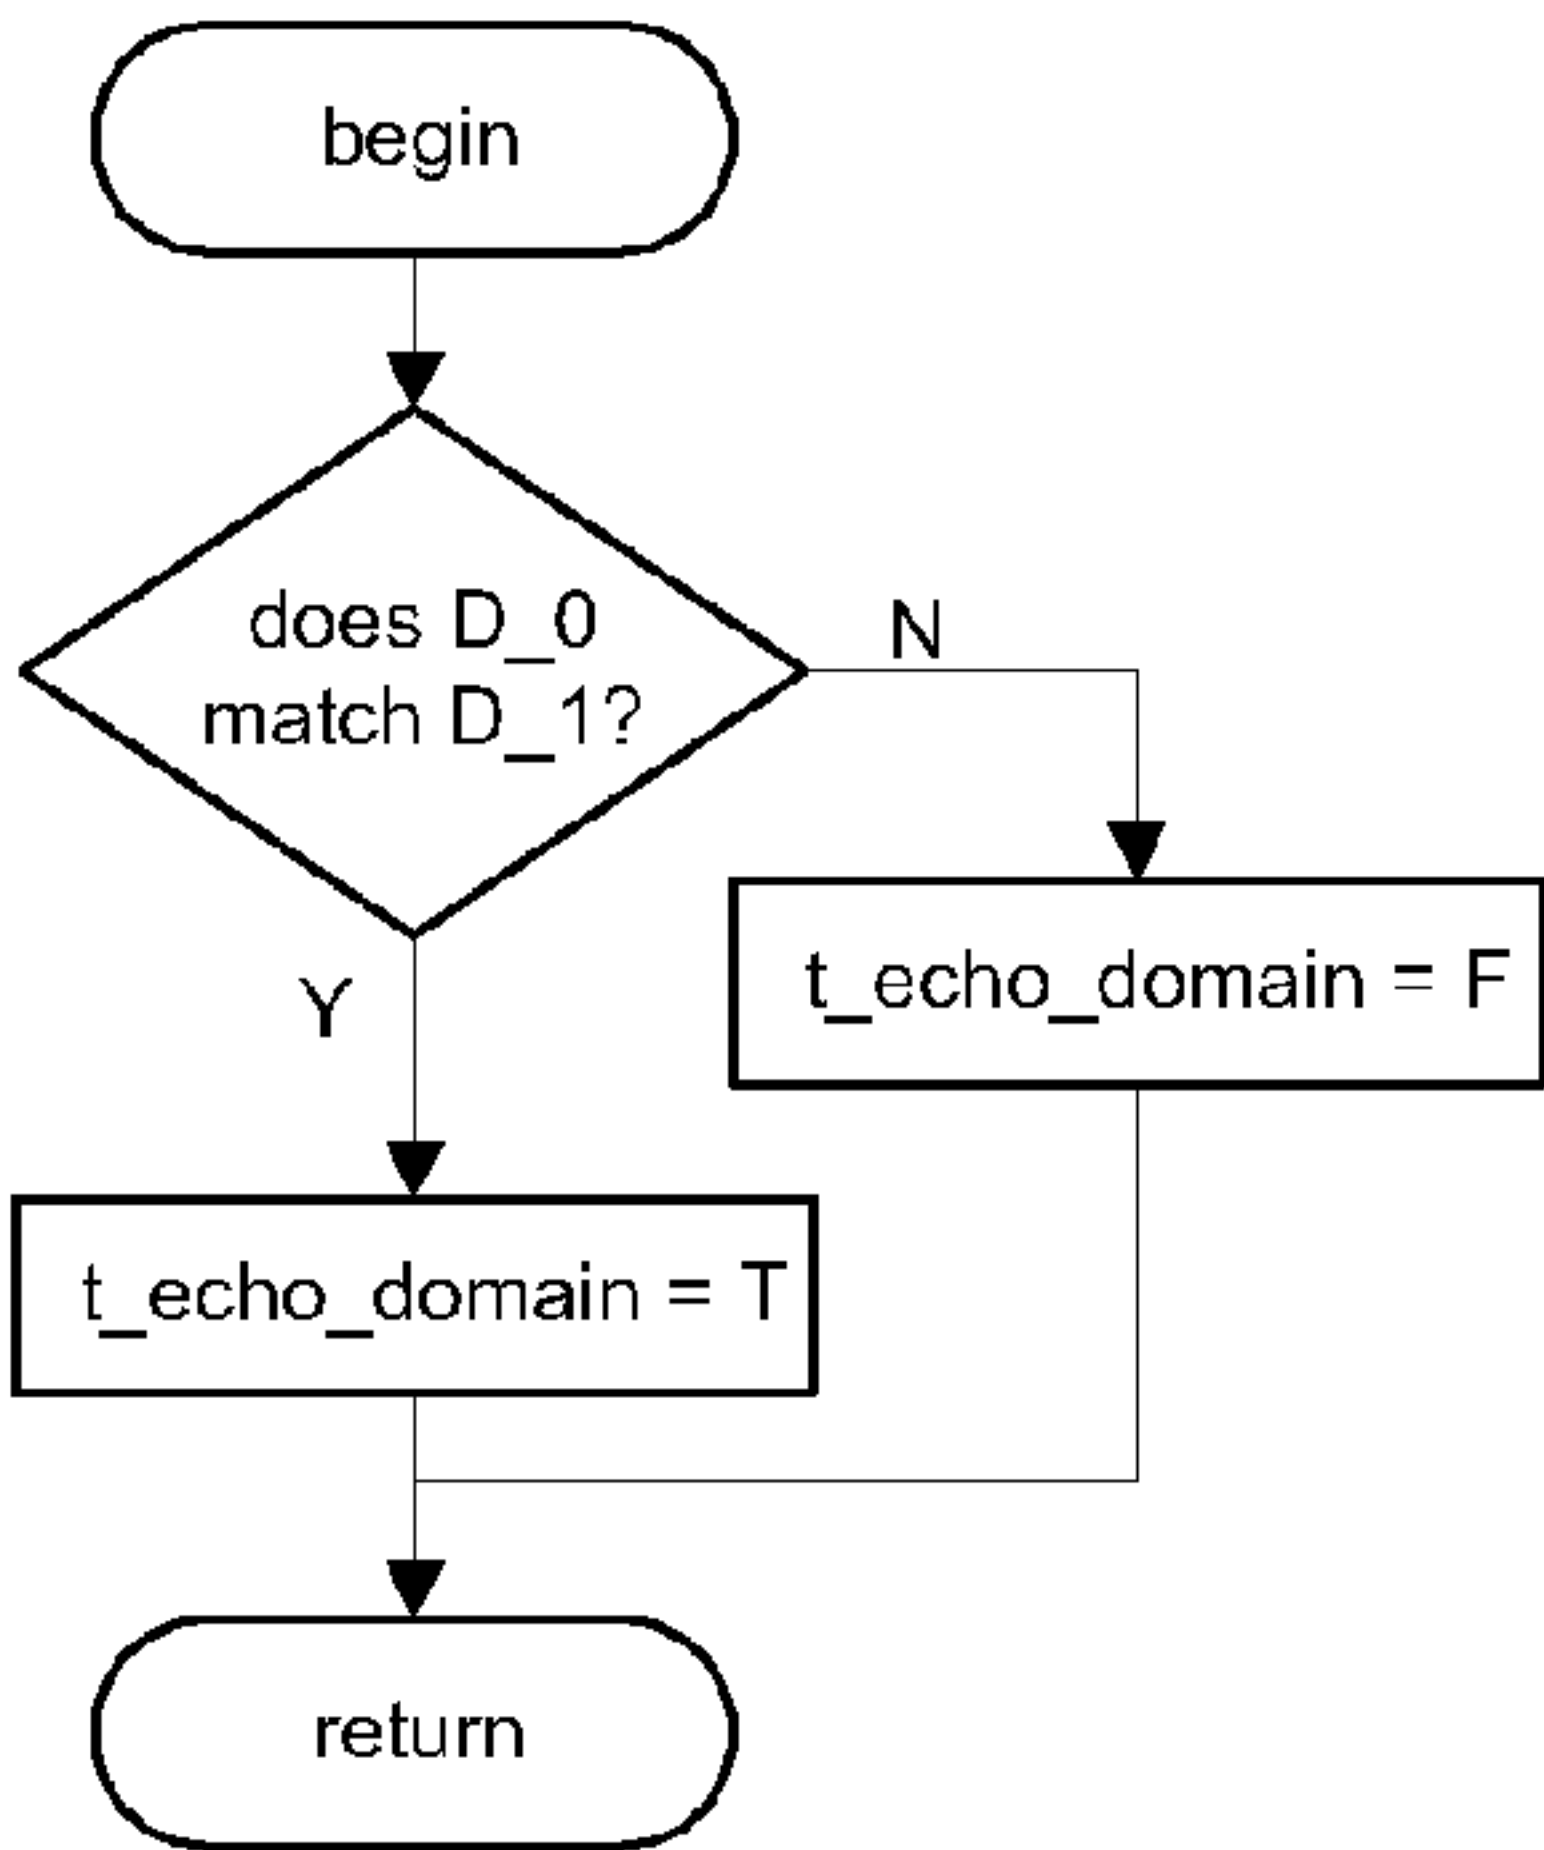 begin
does D_0
match D_1?
N
Y
t_echo_domain = F
t_echo_domain = T
return